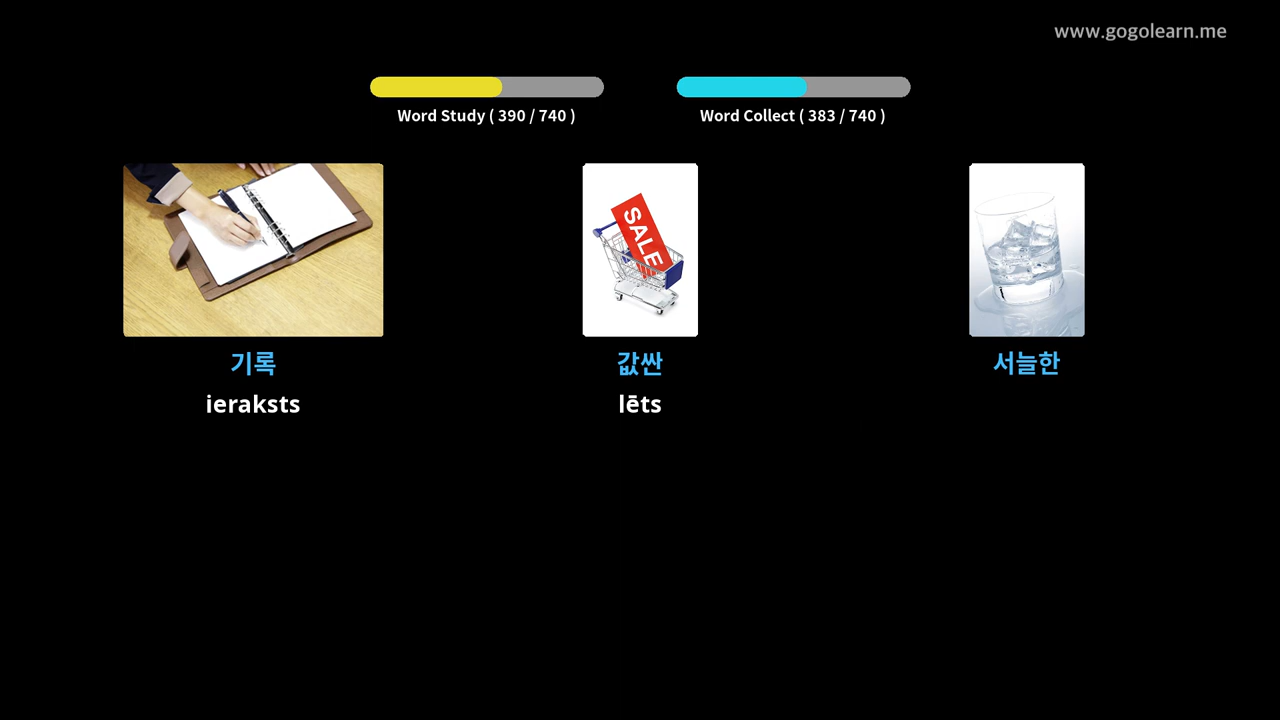 www.gogolearn.me
Word Study ( 390 / 740 )
Word Collect ( 383 / 740 )
SALE
기록
값싼
서늘한
ieraksts
lēts